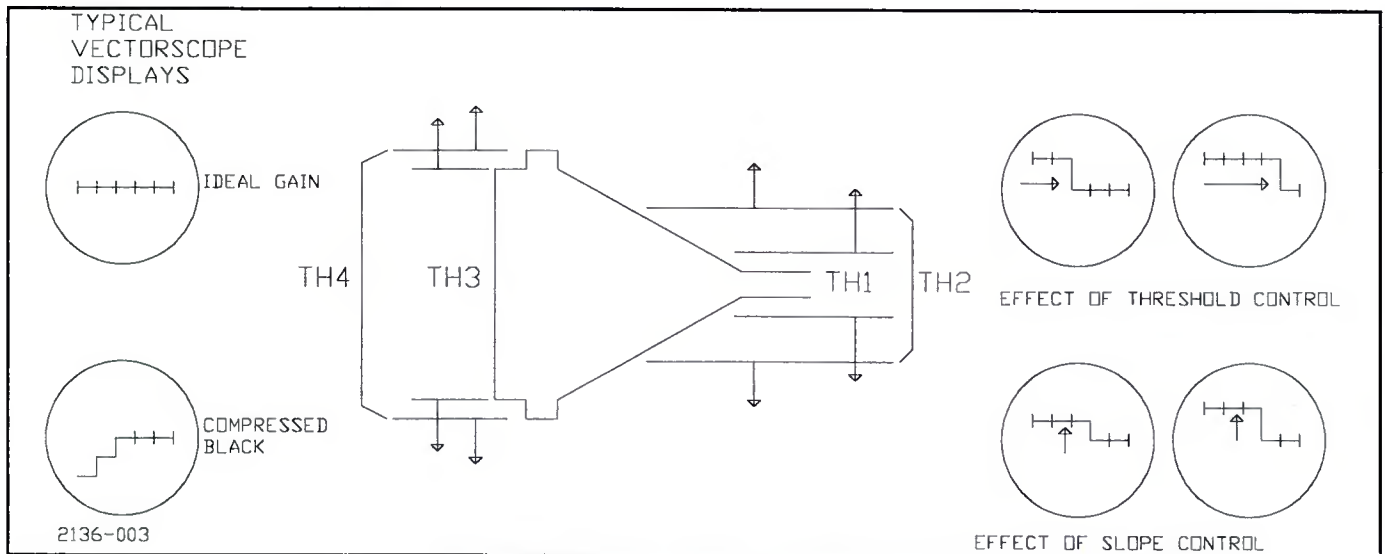 TYPICAL
VECTORSCOPE
DISPLAYS
IDEAL GAIN
TH4
TH3
TH1
TH2
EFFECT OF THRESHOLD CONTROL
COMPRESSED
BLACK
2136-003
EFFECT OF SLOPE CONTROL